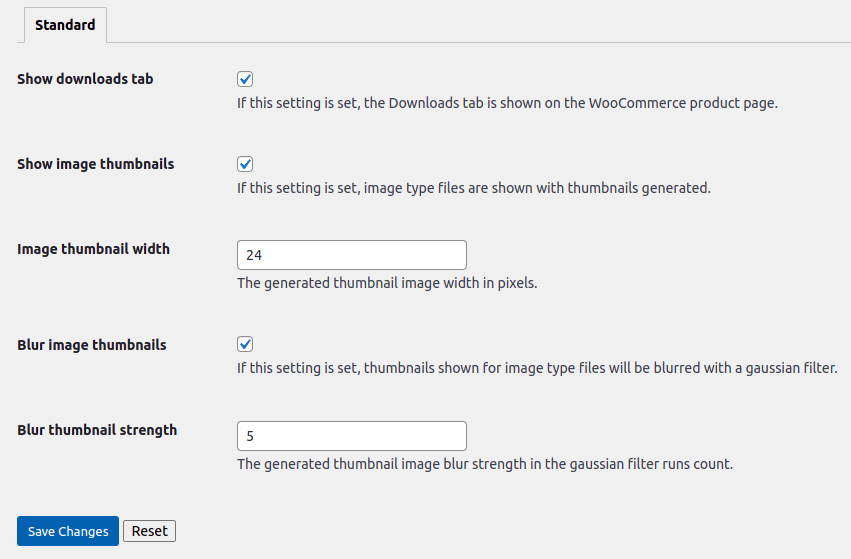 Standard
Show downloads tab
If this setting is set, the Downloads tab is shown on the WooCommerce product page.
Show image thumbnails
If this setting is set, image type files are shown with thumbnails generated.
Image thumbnail width
24
The generated thumbnail image width in pixels.
Blur image thumbnails
If this setting is set, thumbnails shown for image type files will be blurred with a gaussian filter.
Blur thumbnail strength
5
The generated thumbnail image blur strength in the gaussian filter runs count.
Save Changes Reset